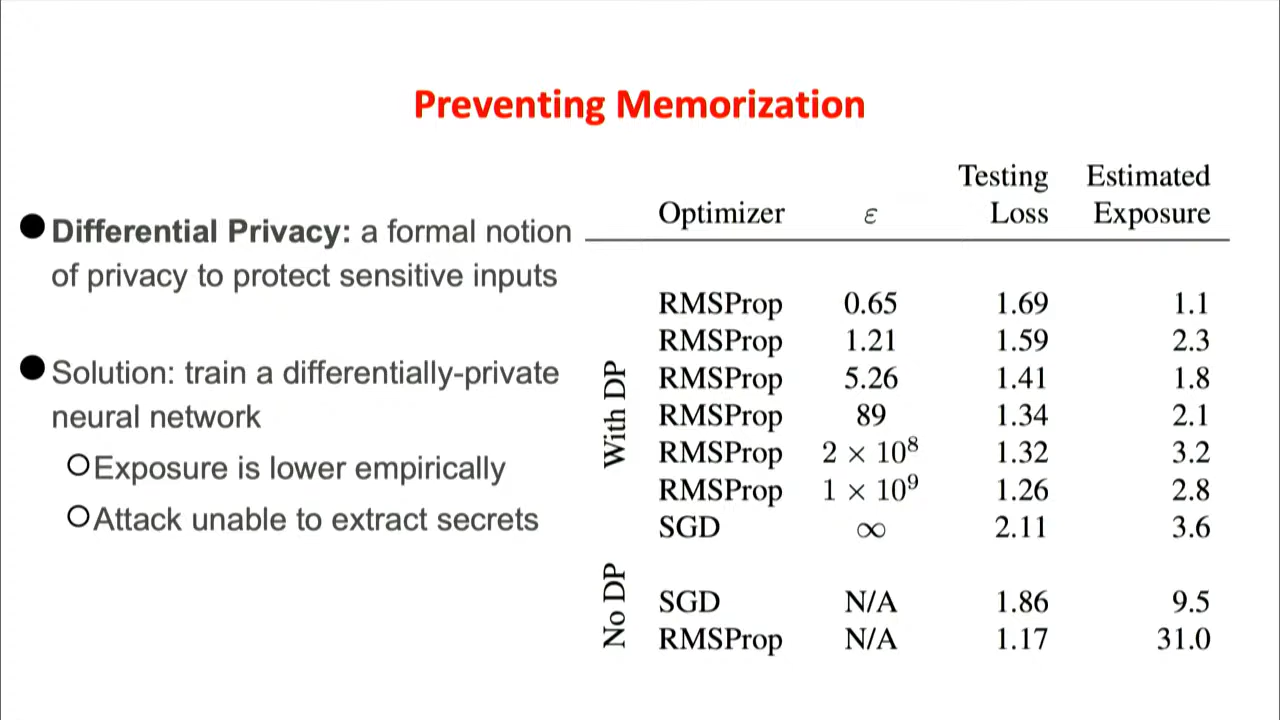 Preventing Memorization
● Differential Privacy: a formal notion
of privacy to protect sensitive inputs
● Solution: train a differentially-private
neural network
○ Exposure is lower empirically
○ Attack unable to extract secrets
Testing Estimated
Optimizer ε Loss Exposure
With DP
RMSProp 0.65 1.69 1.1
RMSProp 1.21 1.59 2.3
RMSProp 5.26 1.41 1.8
RMSProp 89 1.34 2.1
RMSProp 2 × 10⁸ 1.32 3.2
RMSProp 1 × 10⁹ 1.26 2.8
SGD ∞ 2.11 3.6
No DP
SGD N/A 1.86 9.5
RMSProp N/A 1.17 31.0